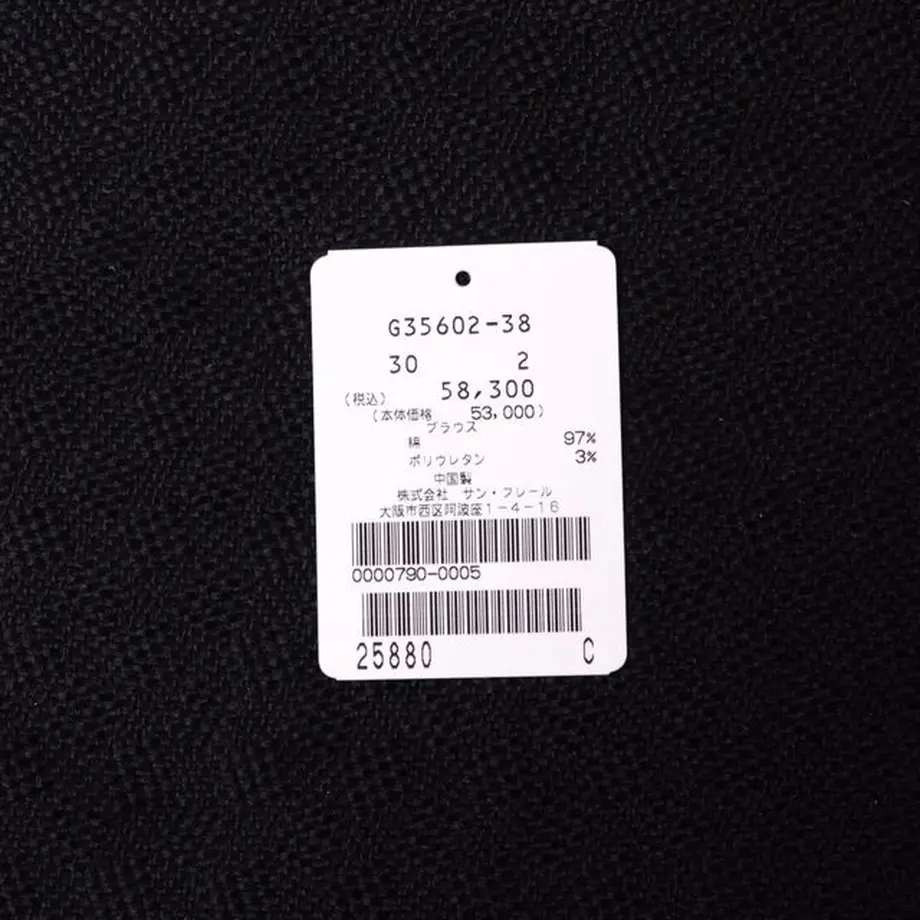 G35602-38
30 2
58,300
(税込)
(本体価格 53,000)
ブラウス
綿 97%
ポリウレタン 3%
中国製
株式会社 サン・フレール
大阪市西区阿波座1-4-16
0000790-0005
25880 C